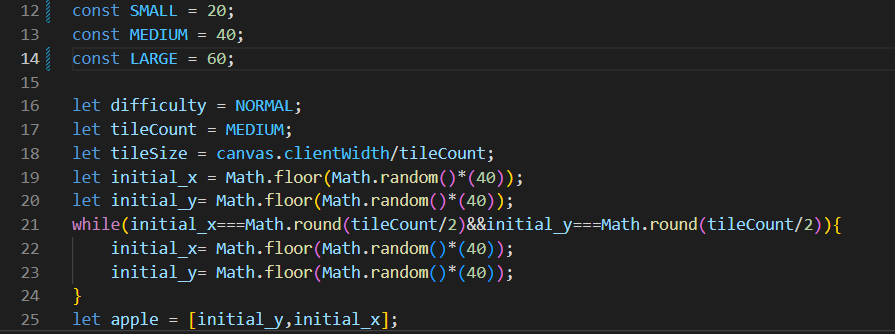 12 const SMALL = 20;
13 const MEDIUM = 40;
14 const LARGE = 60;
15
16 let difficulty = NORMAL;
17 let tileCount = MEDIUM;
18 let tileSize = canvas.clientWidth/tileCount;
19 let initial_x = Math.floor(Math.random()*(40));
20 let initial_y= Math.floor(Math.random()*(40));
21 while(initial_x===Math.round(tileCount/2)&&initial_y===Math.round(tileCount/2)){
22     initial_x= Math.floor(Math.random()*(40));
23     initial_y= Math.floor(Math.random()*(40));
24 }
25 let apple = [initial_y,initial_x];